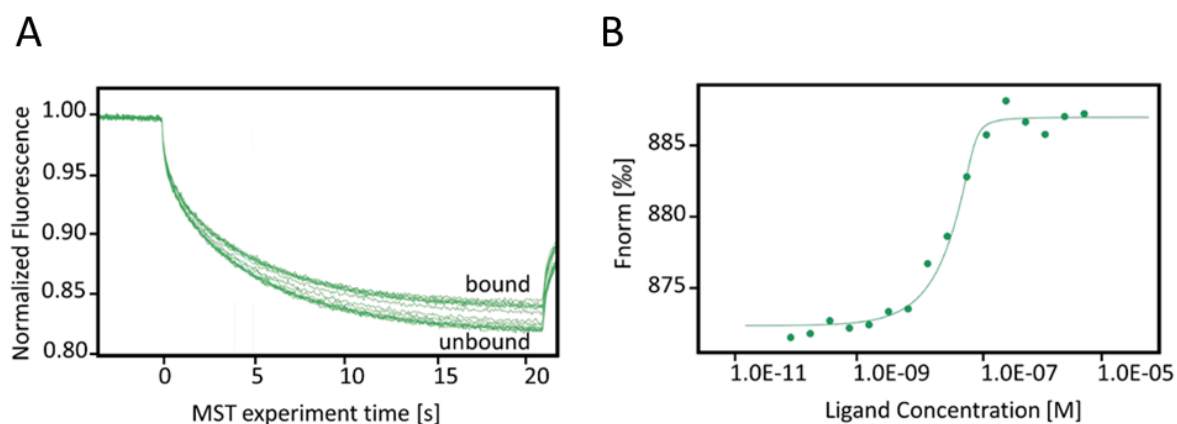 A
B
Normalized Fluorescence
1.00
0.95
0.90
0.85
0.80
bound
unbound
0
5
10
15
20
MST experiment time [s]
Fnorm [‰]
885
880
875
1.0E-11
1.0E-09
1.0E-07
1.0E-05
Ligand Concentration [M]